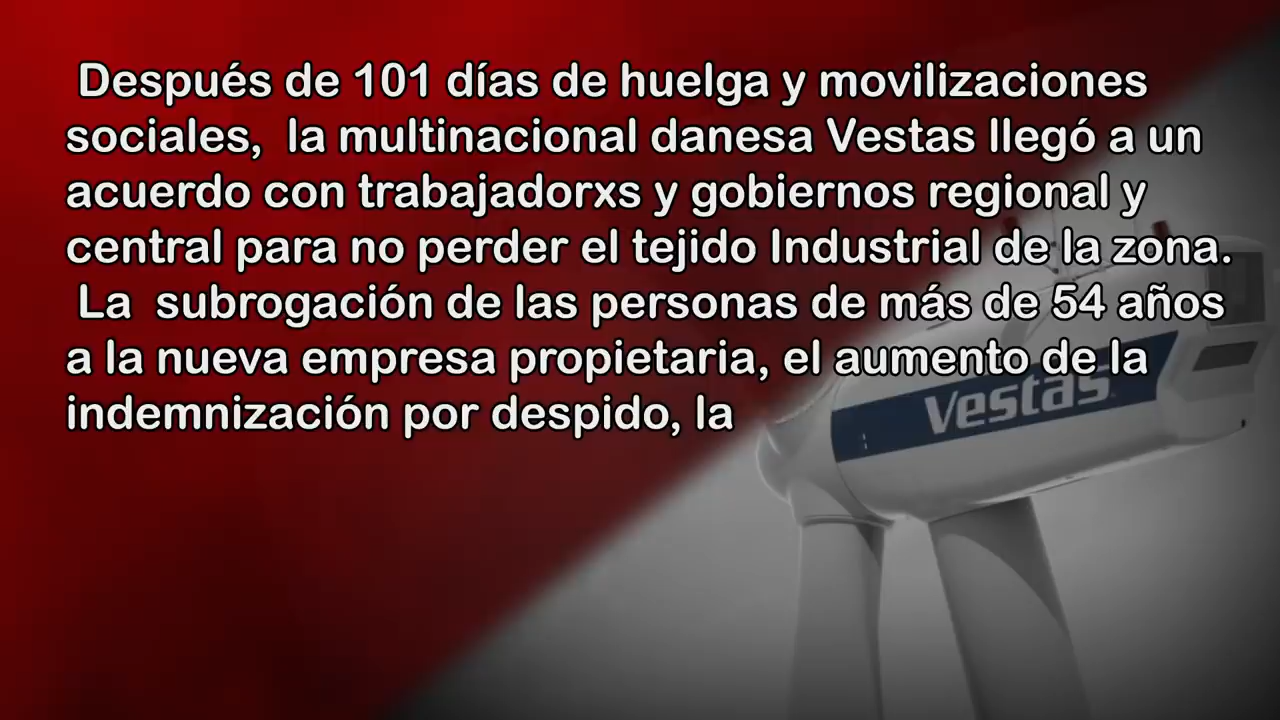 Después de 101 días de huelga y movilizaciones
sociales, la multinacional danesa Vestas llegó a un
acuerdo con trabajadorxs y gobiernos regional y
central para no perder el tejido Industrial de la zona.
La subrogación de las personas de más de 54 años
a la nueva empresa propietaria, el aumento de la
indemnización por despido, la
Vestas